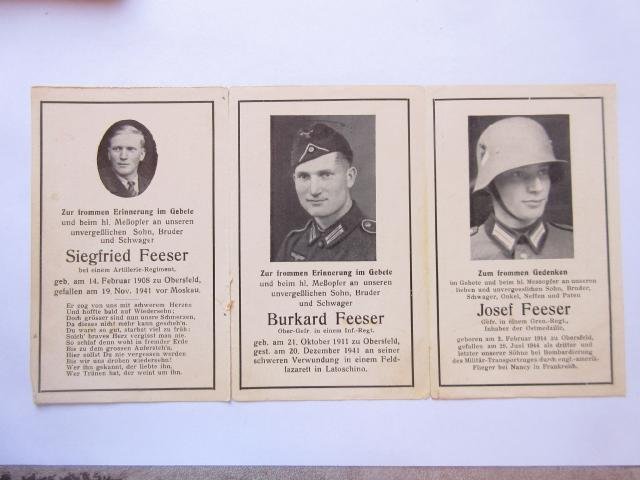 Zur frommen Erinnerung im Gebete
und beim hl. Meßopfer an unseren
unvergeßlichen Sohn, Bruder
und Schwager
Siegfried Feeser
bei einem Artillerie-Regiment,
geb. am 14. Februar 1908 zu Obersfeld,
gefallen am 19. Nov. 1941 vor Moskau.
Er zog von uns mit schwerem Herzen
Und hoffte bald auf Wiedersehn;
Doch grösser sind nun unsre Schmerzen,
Da dieses nicht mehr kann gescheh'n.
Du warst so gut, starbst viel zu früh;
Solch' braves Herz vergisst man nie.
So schlaf denn wohl in fremder Erde
Bis zu dem grossen Aufersteh'n.
Hier sollst Du nie vergessen werden
Bis wir uns droben wiedersehn!
Wer ihn gekannt, der liebte ihn,
Wer Tränen hat, der weint um ihn.
Zur frommen Erinnerung im Gebete
und beim hl. Meßopfer an unseren
unvergeßlichen Sohn, Bruder
und Schwager
Burkard Feeser
Ober-Gefr. in einem Inf.-Regt.
geb. am 21. Oktober 1911 zu Obersfeld,
gest. am 20. Dezember 1941 an seiner
schweren Verwundung in einem Feld-
lazarett in Latoschino.
Zum frommen Gedenken
im Gebete und beim hl. Messopfer an unseren
lieben und unvergesslichen Sohn, Bruder,
Schwager, Onkel, Neffen und Paten
Josef Feeser
Gefr. in einem Gren.-Regt.,
Inhaber der Ostmedaille,
geboren am 2. Februar 1914 zu Obersfeld,
gefallen am 25. Juni 1944 als dritter und
letzter unserer Söhne bei Bombardierung
des Militär-Transportzuges durch engl.-amerik.
Flieger bei Nancy in Frankreich.